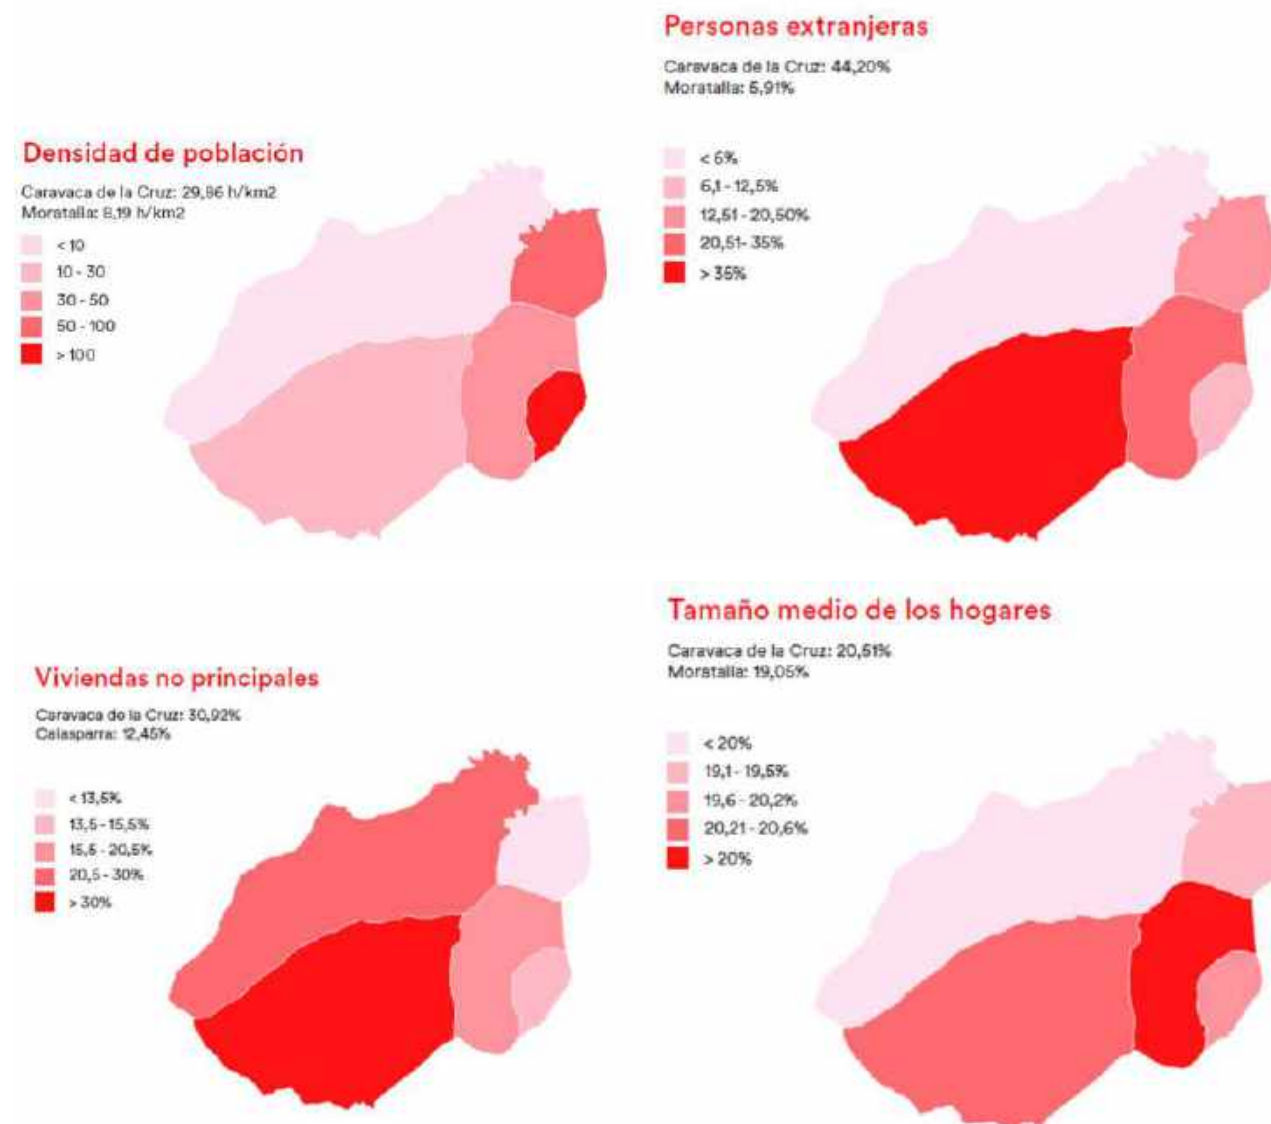 Personas extranjeras
Caravaca de la Cruz: 44,20%
Moratalla: 5,91%
< 6%
6,1 - 12,5%
12,51 - 20,50%
20,51- 35%
> 35%
Densidad de población
Caravaca de la Cruz: 29,86 h/km2
Moratalla: 8,19 h/km2
< 10
10 - 30
30 - 50
50 - 100
> 100
Tamaño medio de los hogares
Caravaca de la Cruz: 20,51%
Moratalla: 19,05%
< 20%
19,1 - 19,5%
19,6 - 20,2%
20,21 - 20,6%
> 20%
Viviendas no principales
Caravaca de la Cruz: 30,92%
Calasparra: 12,45%
< 13,5%
13,5 - 15,5%
15,5 - 20,5%
20,5 - 30%
> 30%